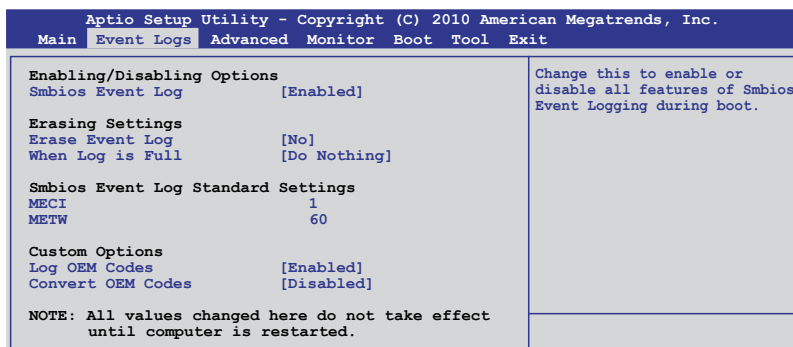 Aptio Setup Utility - Copyright (C) 2010 American Megatrends, Inc.
Main Event Logs Advanced Monitor Boot Tool Exit
Enabling/Disabling Options
Smbios Event Log [Enabled]
Erasing Settings
Erase Event Log [No]
When Log is Full [Do Nothing]
Smbios Event Log Standard Settings
MECI 1
METW 60
Custom Options
Log OEM Codes [Enabled]
Convert OEM Codes [Disabled]
NOTE: All values changed here do not take effect
until computer is restarted.
Change this to enable or
disable all features of Smbios
Event Logging during boot.